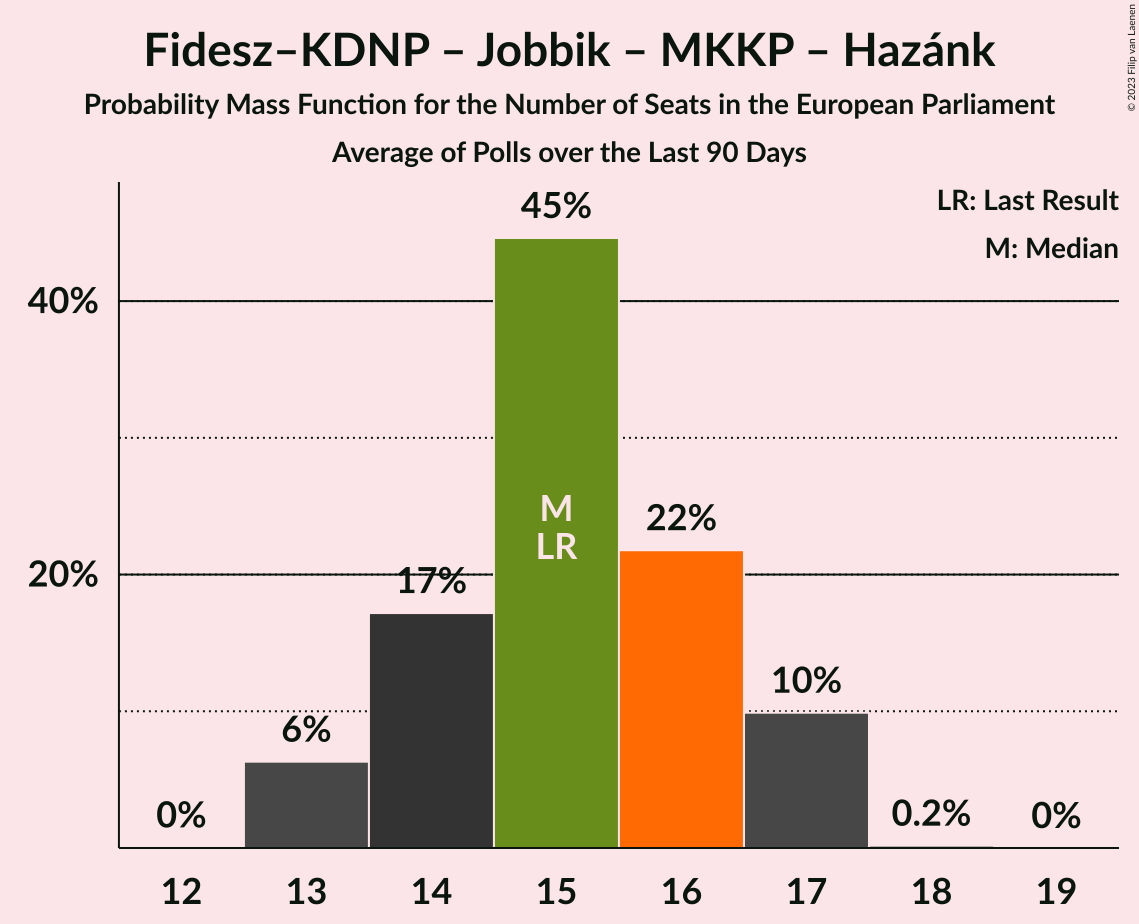 Fidesz–KDNP – Jobbik – MKKP – Hazánk
Probability Mass Function for the Number of Seats in the European Parliament
Average of Polls over the Last 90 Days
© 2023 Filip van Laenen
LR: Last Result
M: Median
45%
40%
M
LR
22%
20%
17%
10%
6%
0%
0.2%
0%
12 13 14 15 16 17 18 19